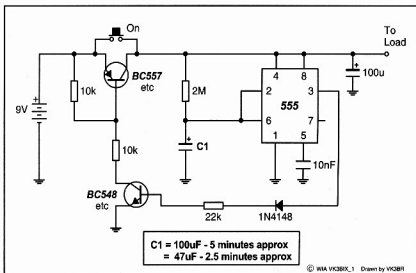 On
To
Load
BC557
etc
10k
2M
4 8
2 3
555
6 7
1 5
100u
9V
10k
C1
10nF
BC548
etc
22k
1N4148
C1 = 100uF - 5 minutes approx
= 47uF - 2.5 minutes approx
© WIA VK3BIX_1 Drawn by VK3BR